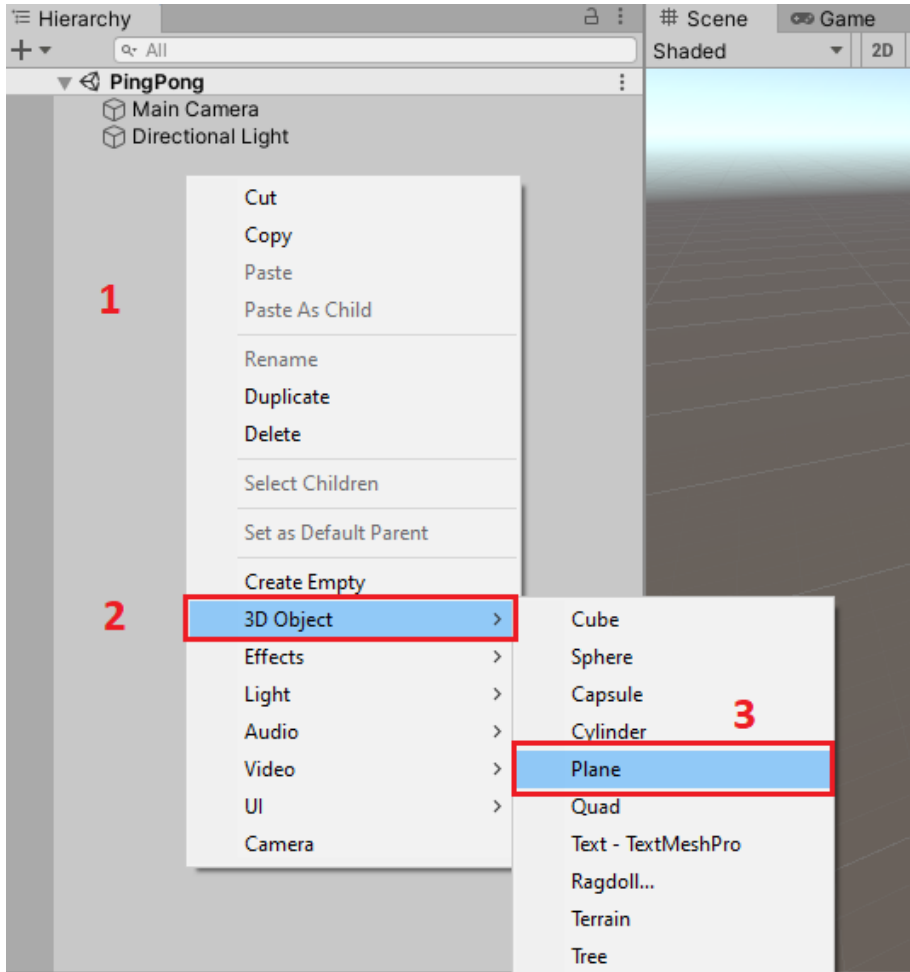 Hierarchy
All
PingPong
Main Camera
Directional Light
Scene
Game
Shaded
2D
1
Cut
Copy
Paste
Paste As Child
Rename
Duplicate
Delete
Select Children
Set as Default Parent
Create Empty
2
3D Object
Effects
Light
Audio
Video
UI
Camera
Cube
Sphere
Capsule
3
Cylinder
Plane
Quad
Text - TextMeshPro
Ragdoll...
Terrain
Tree